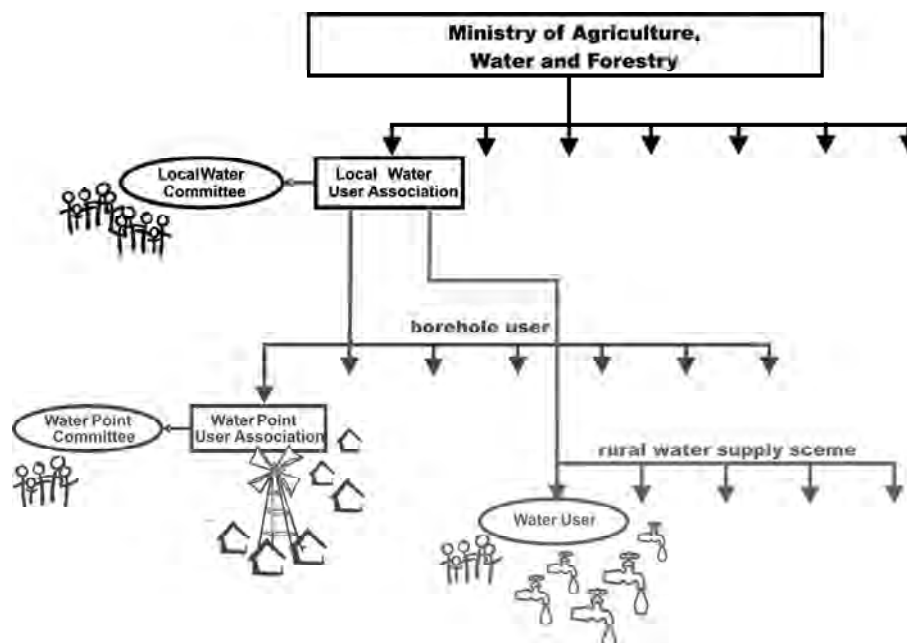 Ministry of Agriculture,
Water and Forestry
Local Water
Committee
Local Water
User Association
borehole user
Water Point
Committee
Water Point
User Association
rural water supply sceme
Water User